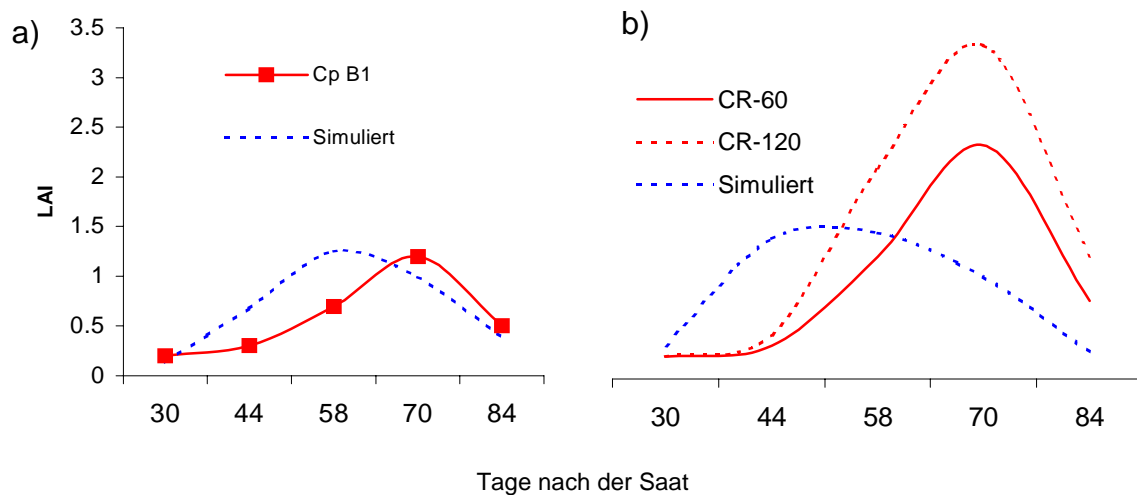 a)
3.5
3
2.5
2
1.5
1
0.5
0
LAI
Cp B1
Simuliert
30 44 58 70 84
b)
CR-60
CR-120
Simuliert
30 44 58 70 84
Tage nach der Saat